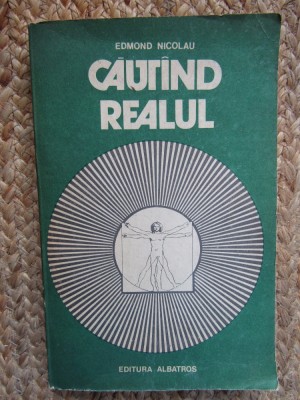 EDMOND NICOLAU
CĂUTÎND
REALUL
EDITURA ALBATROS